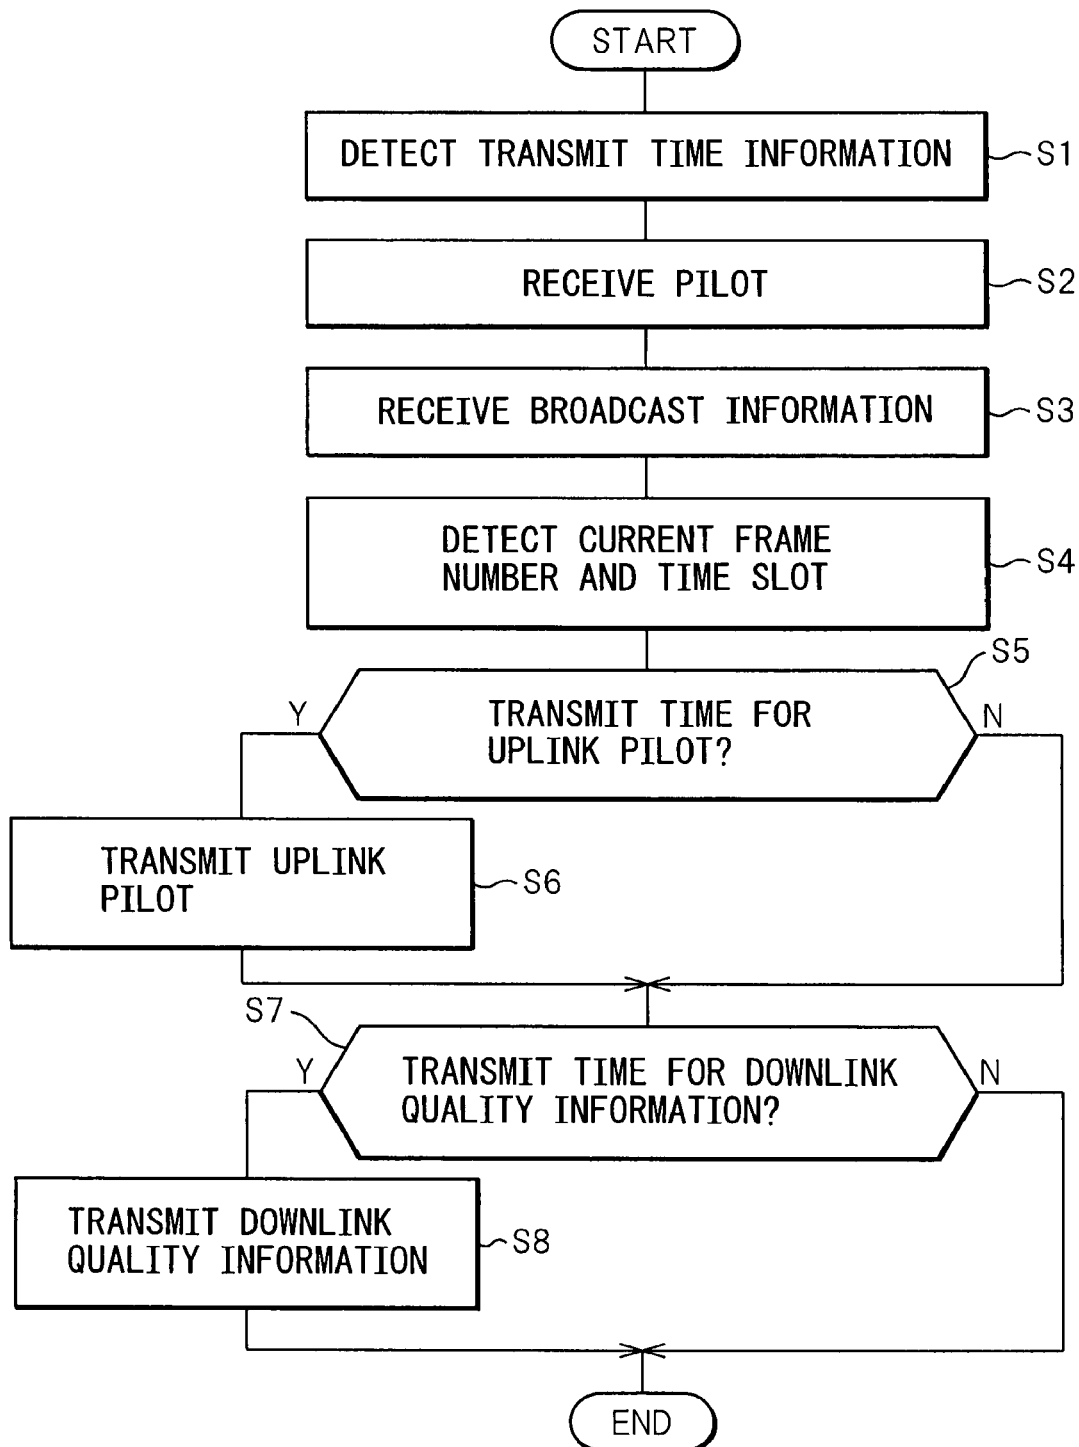 START
DETECT TRANSMIT TIME INFORMATION
S1
RECEIVE PILOT
S2
RECEIVE BROADCAST INFORMATION
S3
DETECT CURRENT FRAME
NUMBER AND TIME SLOT
S4
S5
Y
TRANSMIT TIME FOR
UPLINK PILOT?
N
TRANSMIT UPLINK
PILOT
S6
S7
Y
TRANSMIT TIME FOR DOWNLINK
QUALITY INFORMATION?
N
TRANSMIT DOWNLINK
QUALITY INFORMATION
S8
END